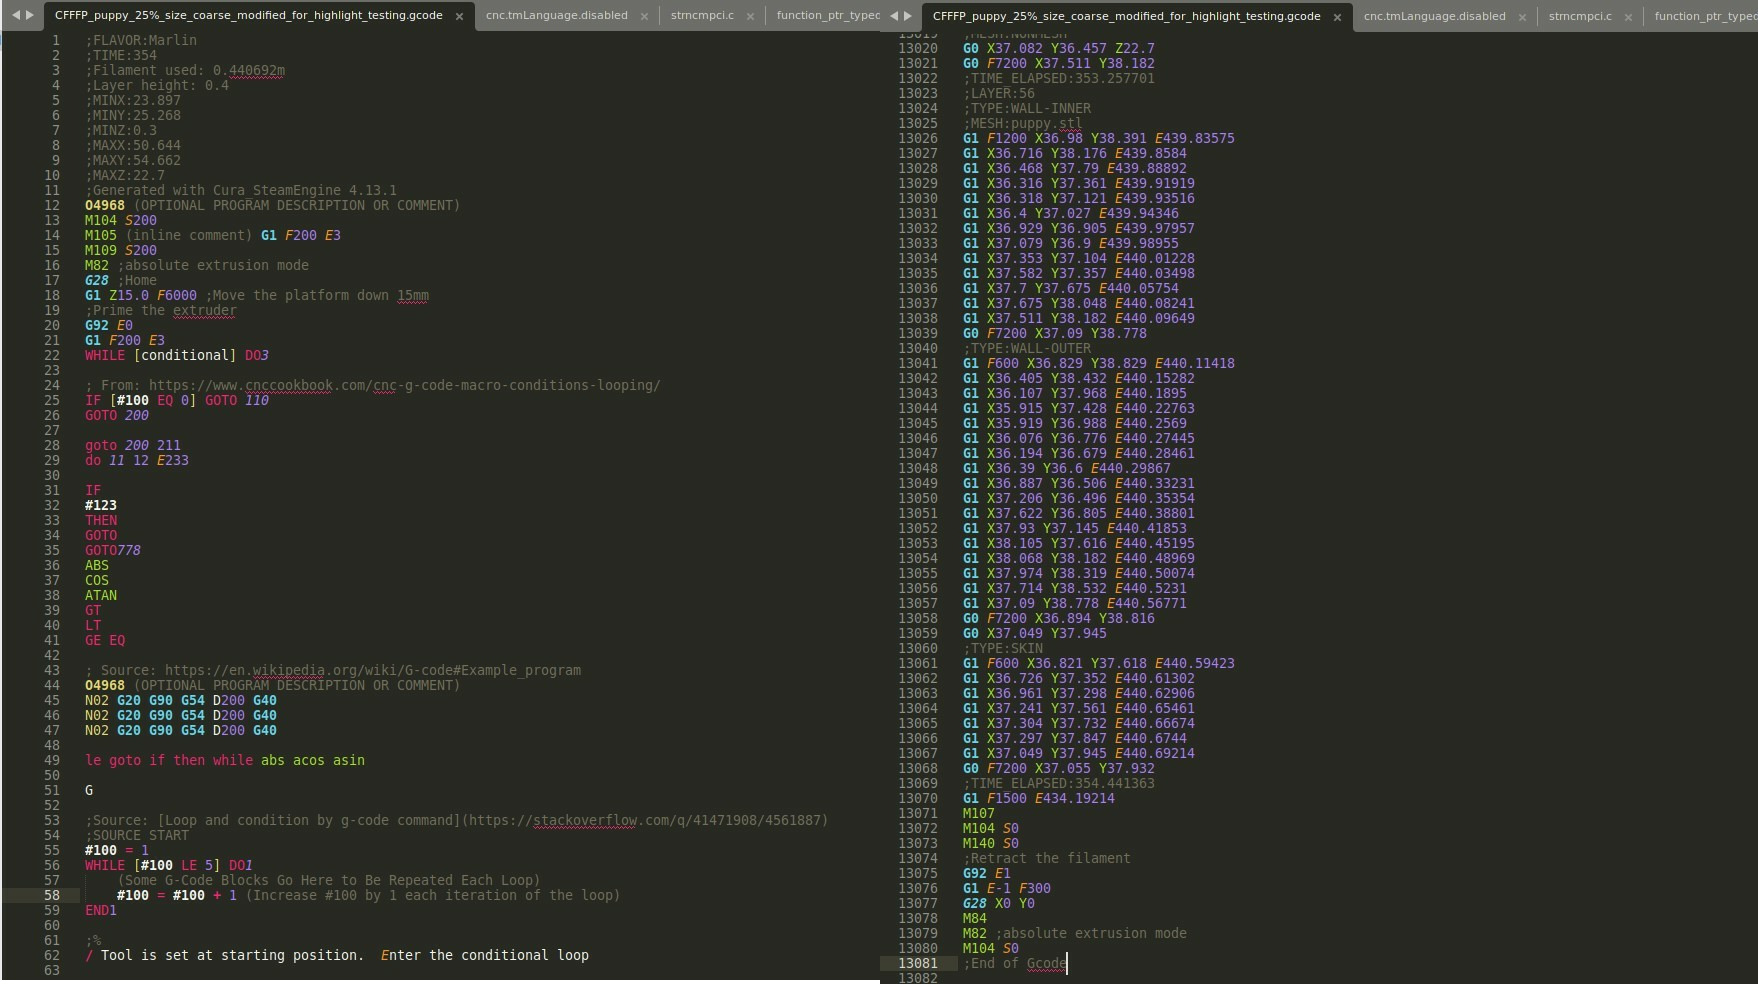 CFFFP_puppy_25%_size_coarse_modified_for_highlight_testing.gcode × cnc.tmLanguage.disabled × strncmpci.c × function_ptr_typed
1 ;FLAVOR:Marlin
2 ;TIME:354
3 ;Filament used: 0.440692m
4 ;Layer height: 0.4
5 ;MINX:23.897
6 ;MINY:25.268
7 ;MINZ:0.3
8 ;MAXX:50.644
9 ;MAXY:54.662
10 ;MAXZ:22.7
11 ;Generated with Cura_SteamEngine 4.13.1
12 O4968 (OPTIONAL PROGRAM DESCRIPTION OR COMMENT)
13 M104 S200
14 M105 (inline comment) G1 F200 E3
15 M109 S200
16 M82 ;absolute extrusion mode
17 G28 ;Home
18 G1 Z15.0 F6000 ;Move the platform down 15mm
19 ;Prime the extruder
20 G92 E0
21 G1 F200 E3
22 WHILE [conditional] DO3
23
24 ; From: https://www.cnccookbook.com/cnc-g-code-macro-conditions-looping/
25 IF [#100 EQ 0] GOTO 110
26 GOTO 200
27
28 goto 200 211
29 do 11 12 E233
30
31 IF
32 #123
33 THEN
34 GOTO
35 GOTO778
36 ABS
37 COS
38 ATAN
39 GT
40 LT
41 GE EQ
42
43 ; Source: https://en.wikipedia.org/wiki/G-code#Example_program
44 O4968 (OPTIONAL PROGRAM DESCRIPTION OR COMMENT)
45 N02 G20 G90 G54 D200 G40
46 N02 G20 G90 G54 D200 G40
47 N02 G20 G90 G54 D200 G40
48
49 le goto if then while abs acos asin
50
51 G
52
53 ;Source: [Loop and condition by g-code command](https://stackoverflow.com/q/41471908/4561887)
54 ;SOURCE START
55 #100 = 1
56 WHILE [#100 LE 5] DO1
57 (Some G-Code Blocks Go Here to Be Repeated Each Loop)
58 #100 = #100 + 1 (Increase #100 by 1 each iteration of the loop)
59 END1
60
61 ;%
62 / Tool is set at starting position.  Enter the conditional loop
63
CFFFP_puppy_25%_size_coarse_modified_for_highlight_testing.gcode × cnc.tmLanguage.disabled × strncmpci.c × function_ptr_typed
13019 ;MESH:NONMESH
13020 G0 X37.082 Y36.457 Z22.7
13021 G0 F7200 X37.511 Y38.182
13022 ;TIME_ELAPSED:353.257701
13023 ;LAYER:56
13024 ;TYPE:WALL-INNER
13025 ;MESH:puppy.stl
13026 G1 F1200 X36.98 Y38.391 E439.83575
13027 G1 X36.716 Y38.176 E439.8584
13028 G1 X36.468 Y37.79 E439.88892
13029 G1 X36.316 Y37.361 E439.91919
13030 G1 X36.318 Y37.121 E439.93516
13031 G1 X36.4 Y37.027 E439.94346
13032 G1 X36.929 Y36.905 E439.97957
13033 G1 X37.079 Y36.9 E439.98955
13034 G1 X37.353 Y37.104 E440.01228
13035 G1 X37.582 Y37.357 E440.03498
13036 G1 X37.7 Y37.675 E440.05754
13037 G1 X37.675 Y38.048 E440.08241
13038 G1 X37.511 Y38.182 E440.09649
13039 G0 F7200 X37.09 Y38.778
13040 ;TYPE:WALL-OUTER
13041 G1 F600 X36.829 Y38.829 E440.11418
13042 G1 X36.405 Y38.432 E440.15282
13043 G1 X36.107 Y37.968 E440.1895
13044 G1 X35.915 Y37.428 E440.22763
13045 G1 X35.919 Y36.988 E440.2569
13046 G1 X36.076 Y36.776 E440.27445
13047 G1 X36.194 Y36.679 E440.28461
13048 G1 X36.39 Y36.6 E440.29867
13049 G1 X36.887 Y36.506 E440.33231
13050 G1 X37.206 Y36.496 E440.35354
13051 G1 X37.622 Y36.805 E440.38801
13052 G1 X37.93 Y37.145 E440.41853
13053 G1 X38.105 Y37.616 E440.45195
13054 G1 X38.068 Y38.182 E440.48969
13055 G1 X37.974 Y38.319 E440.50074
13056 G1 X37.714 Y38.532 E440.5231
13057 G1 X37.09 Y38.778 E440.56771
13058 G0 F7200 X36.894 Y38.816
13059 G0 X37.049 Y37.945
13060 ;TYPE:SKIN
13061 G1 F600 X36.821 Y37.618 E440.59423
13062 G1 X36.726 Y37.352 E440.61302
13063 G1 X36.961 Y37.298 E440.62906
13064 G1 X37.241 Y37.561 E440.65461
13065 G1 X37.304 Y37.732 E440.66674
13066 G1 X37.297 Y37.847 E440.6744
13067 G1 X37.049 Y37.945 E440.69214
13068 G0 F7200 X37.055 Y37.932
13069 ;TIME_ELAPSED:354.441363
13070 G1 F1500 E434.19214
13071 M107
13072 M104 S0
13073 M140 S0
13074 ;Retract the filament
13075 G92 E1
13076 G1 E-1 F300
13077 G28 X0 Y0
13078 M84
13079 M82 ;absolute extrusion mode
13080 M104 S0
13081 ;End of Gcode
13082